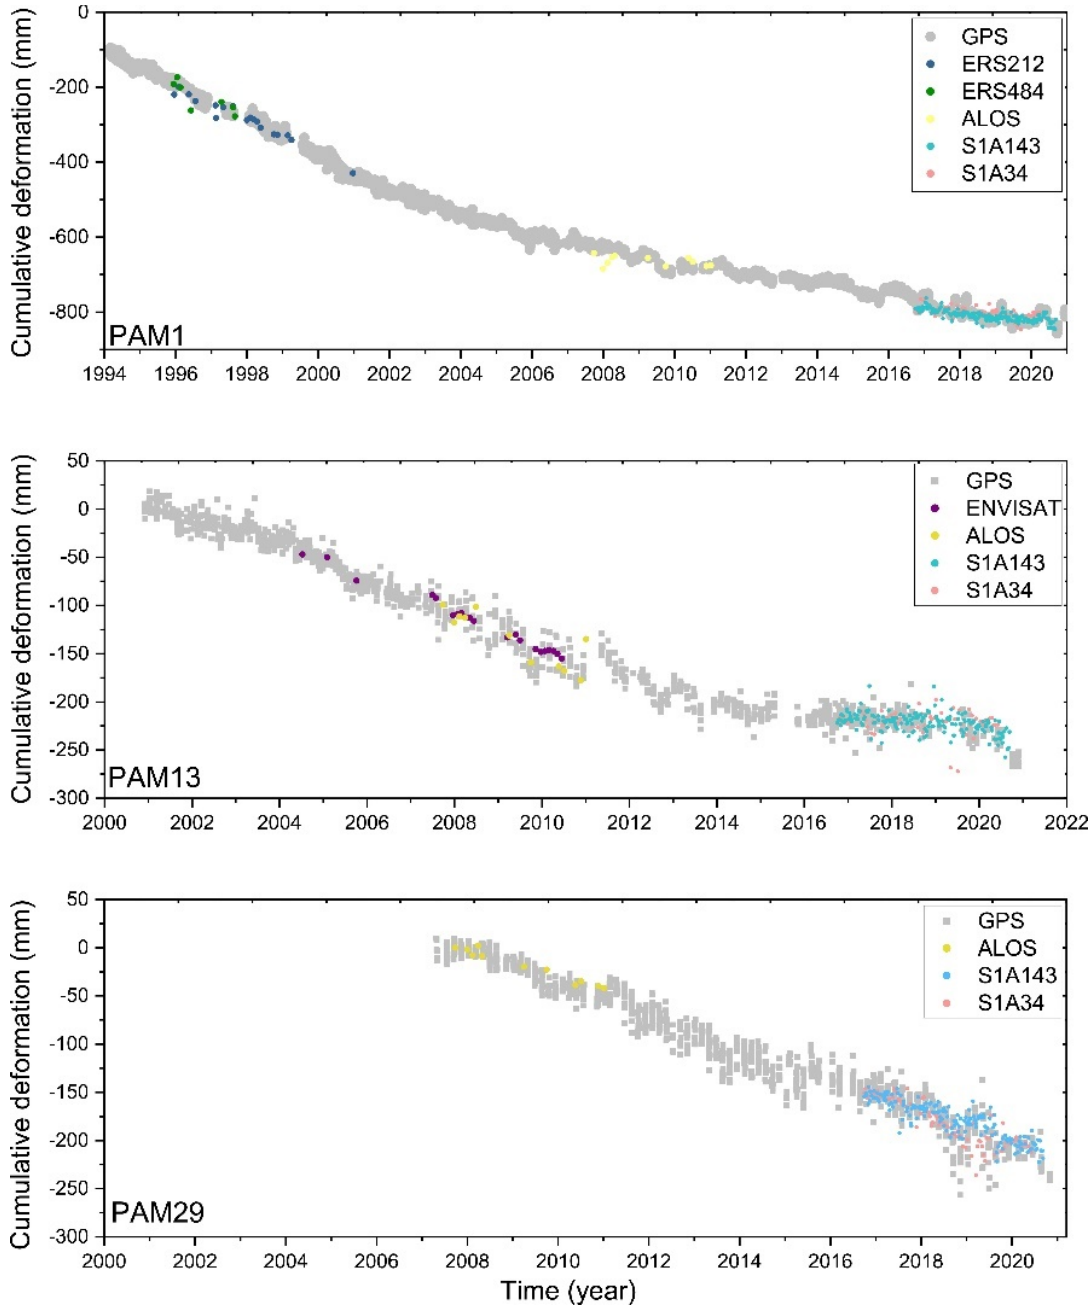 Cumulative deformation (mm)
0
-200
-400
-600
-800
GPS
ERS212
ERS484
ALOS
S1A143
S1A34
PAM1
1994 1996 1998 2000 2002 2004 2006 2008 2010 2012 2014 2016 2018 2020
Cumulative deformation (mm)
50
0
-50
-100
-150
-200
-250
-300
GPS
ENVISAT
ALOS
S1A143
S1A34
PAM13
2000 2002 2004 2006 2008 2010 2012 2014 2016 2018 2020 2022
Cumulative deformation (mm)
50
0
-50
-100
-150
-200
-250
-300
GPS
ALOS
S1A143
S1A34
PAM29
2000 2002 2004 2006 2008 2010 2012 2014 2016 2018 2020
Time (year)